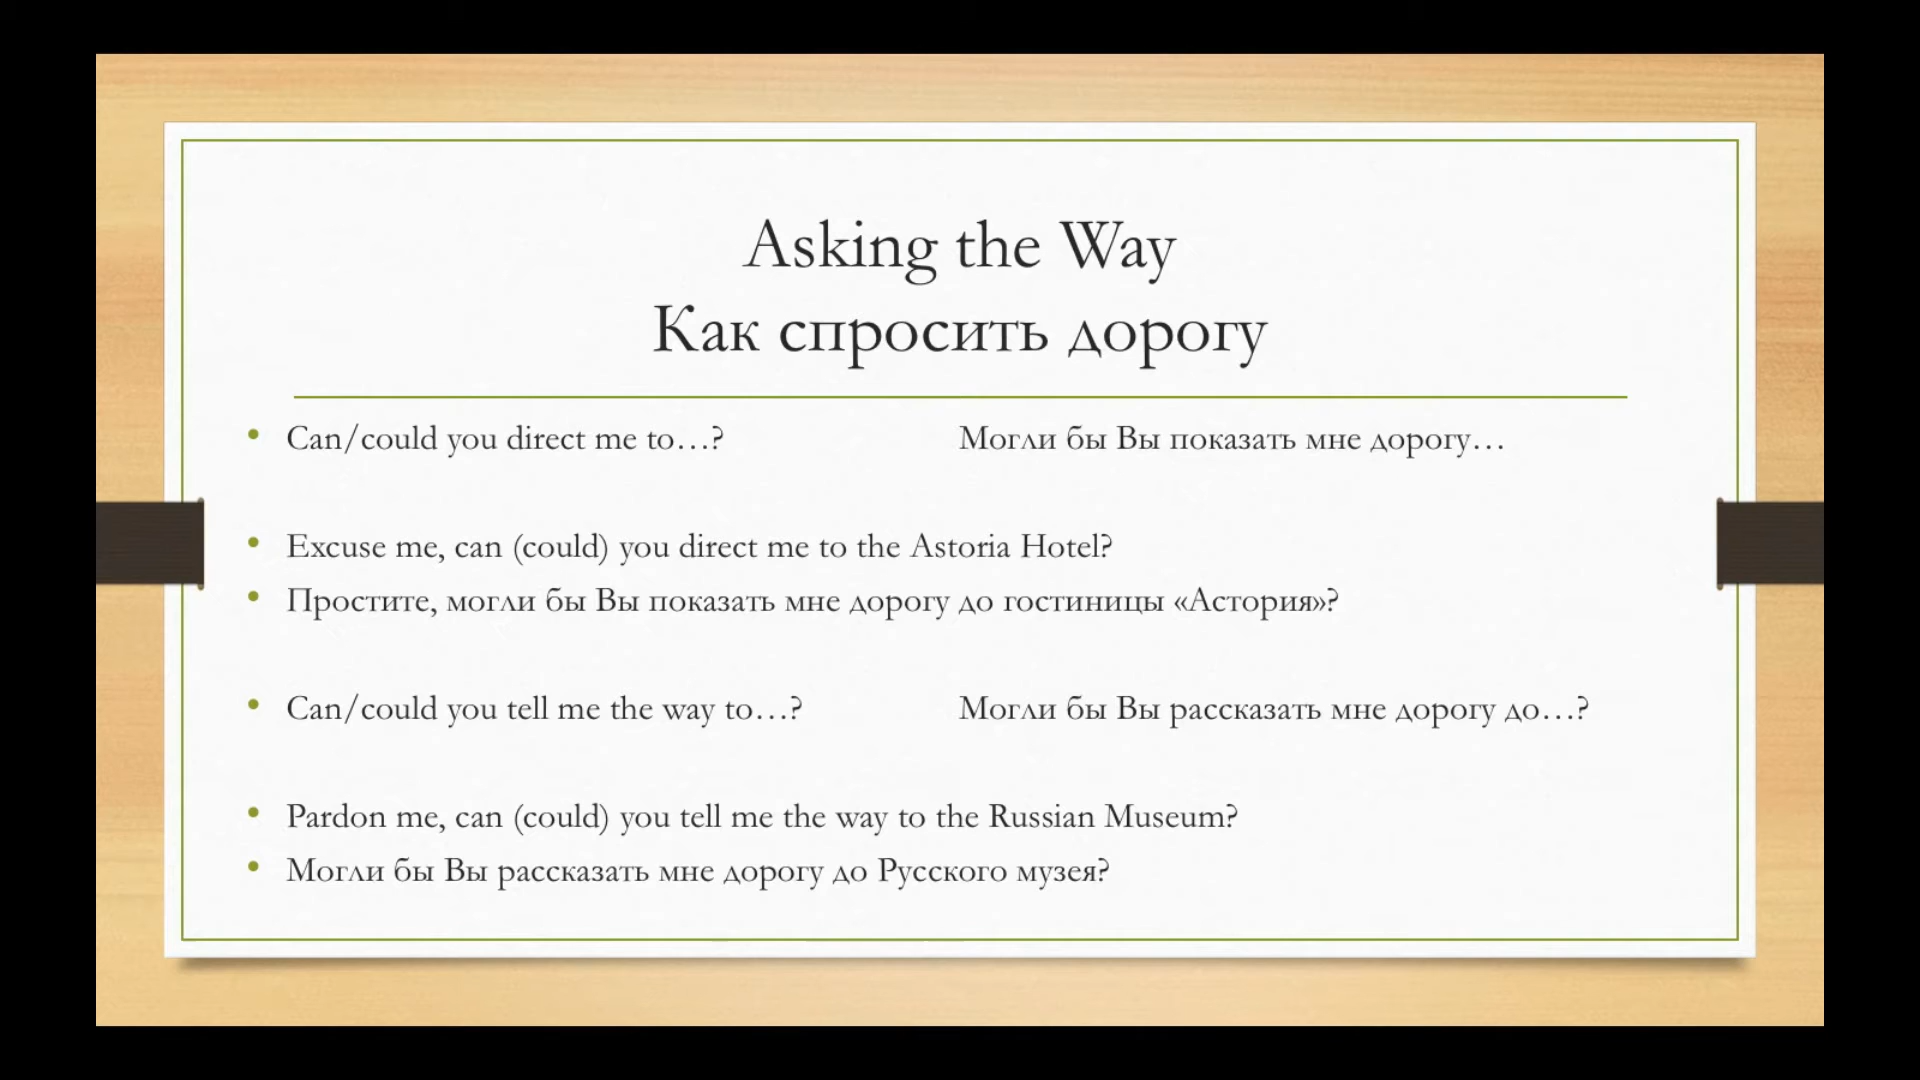 Asking the Way
Как спросить дорогу
• Can/could you direct me to…? Могли бы Вы показать мне дорогу…
• Excuse me, can (could) you direct me to the Astoria Hotel?
• Простите, могли бы Вы показать мне дорогу до гостиницы «Астория»?
• Can/could you tell me the way to…? Могли бы Вы рассказать мне дорогу до…?
• Pardon me, can (could) you tell me the way to the Russian Museum?
• Могли бы Вы рассказать мне дорогу до Русского музея?